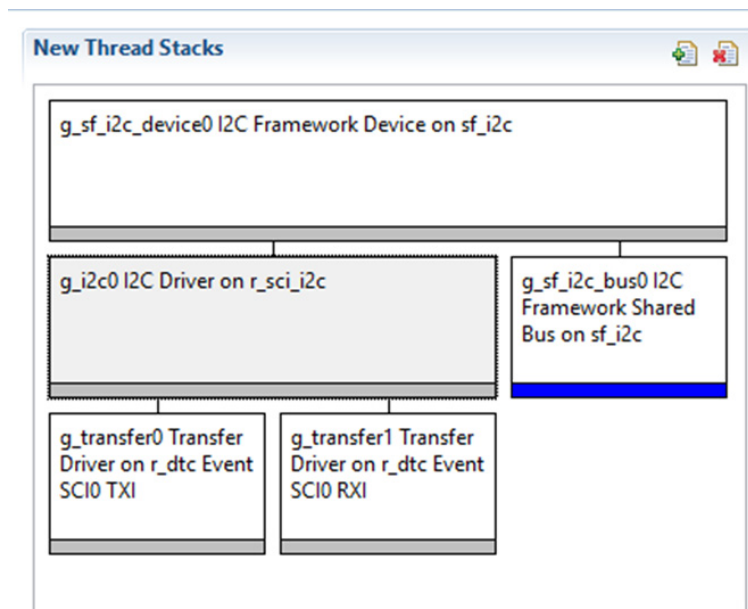 New Thread Stacks
g_sf_i2c_device0 I2C Framework Device on sf_i2c
g_i2c0 I2C Driver on r_sci_i2c
g_sf_i2c_bus0 I2C
Framework Shared
Bus on sf_i2c
g_transfer0 Transfer
Driver on r_dtc Event
SCI0 TXI
g_transfer1 Transfer
Driver on r_dtc Event
SCI0 RXI